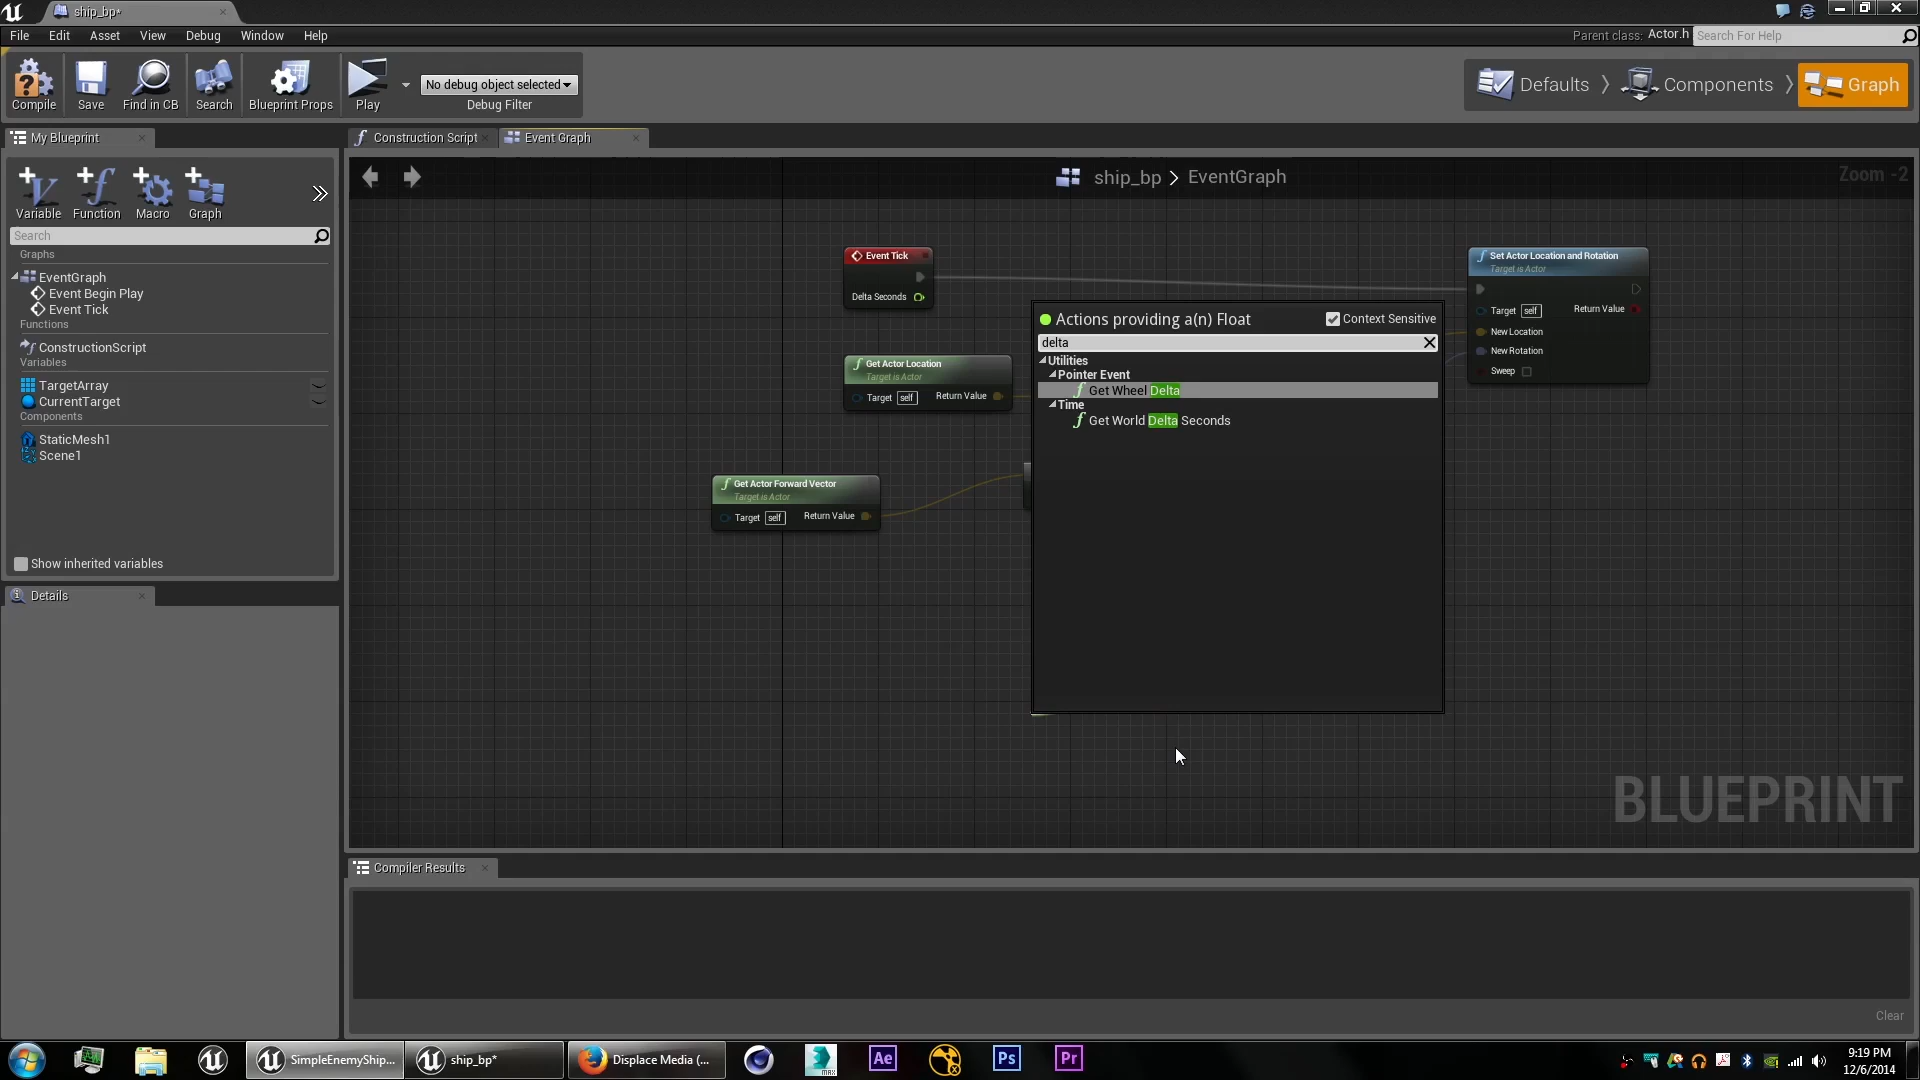 ship_bp*
File Edit Asset View Debug Window Help
Parent class: Actor.h Search For Help
Compile Save Find in CB Search Blueprint Props Play
No debug object selected
Debug Filter
Defaults Components Graph
My Blueprint
Construction Script Event Graph
Variable Function Macro Graph
Search
Graphs
EventGraph
Event Begin Play
Event Tick
Functions
ConstructionScript
Variables
TargetArray
CurrentTarget
Components
StaticMesh1
Scene1
Show inherited variables
Details
ship_bp > EventGraph
Zoom -2
Event Tick
Delta Seconds
Get Actor Location
Target is Actor
Target self Return Value
Get Actor Forward Vector
Target is Actor
Target self Return Value
Actions providing a(n) Float Context Sensitive
delta
Utilities
Pointer Event
Get Wheel Delta
Time
Get World Delta Seconds
Set Actor Location and Rotation
Target is Actor
Target self Return Value
New Location
New Rotation
Sweep
BLUEPRINT
Compiler Results
Clear
SimpleEnemyShip... ship_bp* Displace Media (... MAX Ae Ps Pr
9:19 PM
12/6/2014